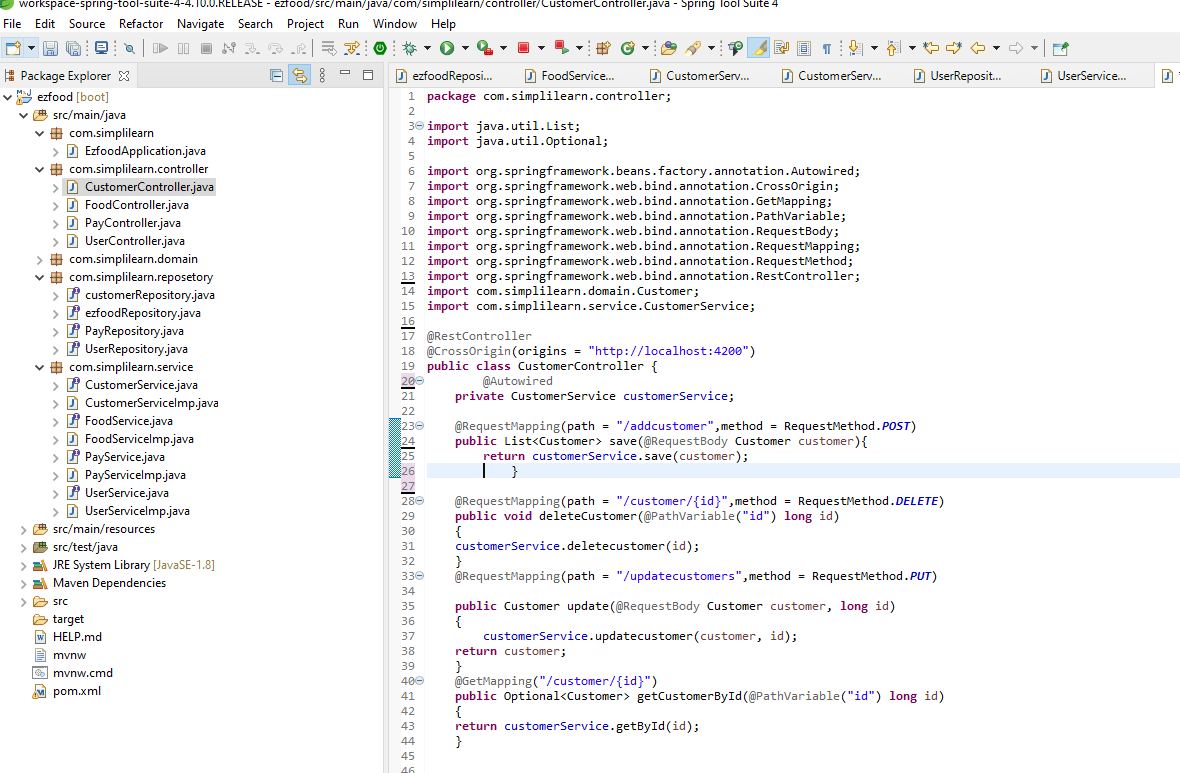 workspace-spring-tool-suite-4-4.10.0.RELEASE - ezfood/src/main/java/com/simplilearn/controller/CustomerController.java - Spring Tool Suite 4
File Edit Source Refactor Navigate Search Project Run Window Help
Package Explorer
ezfood [boot]
src/main/java
com.simplilearn
EzfoodApplication.java
com.simplilearn.controller
CustomerController.java
FoodController.java
PayController.java
UserController.java
com.simplilearn.domain
com.simplilearn.reposetory
customerRepository.java
ezfoodRepository.java
PayRepository.java
UserRepository.java
com.simplilearn.service
CustomerService.java
CustomerServiceImp.java
FoodService.java
FoodServiceImp.java
PayService.java
PayServiceImp.java
UserService.java
UserServiceImp.java
src/main/resources
src/test/java
JRE System Library [JavaSE-1.8]
Maven Dependencies
src
target
HELP.md
mvnw
mvnw.cmd
pom.xml
ezfoodReposi... FoodService... CustomerServ... CustomerServ... UserReposit... UserService...
1 package com.simplilearn.controller;
2
3 import java.util.List;
4 import java.util.Optional;
5
6 import org.springframework.beans.factory.annotation.Autowired;
7 import org.springframework.web.bind.annotation.CrossOrigin;
8 import org.springframework.web.bind.annotation.GetMapping;
9 import org.springframework.web.bind.annotation.PathVariable;
10 import org.springframework.web.bind.annotation.RequestBody;
11 import org.springframework.web.bind.annotation.RequestMapping;
12 import org.springframework.web.bind.annotation.RequestMethod;
13 import org.springframework.web.bind.annotation.RestController;
14 import com.simplilearn.domain.Customer;
15 import com.simplilearn.service.CustomerService;
16
17 @RestController
18 @CrossOrigin(origins = "http://localhost:4200")
19 public class CustomerController {
20 @Autowired
21 private CustomerService customerService;
22
23 @RequestMapping(path = "/addcustomer",method = RequestMethod.POST)
24 public List<Customer> save(@RequestBody Customer customer){
25 return customerService.save(customer);
26 }
27
28 @RequestMapping(path = "/customer/{id}",method = RequestMethod.DELETE)
29 public void deleteCustomer(@PathVariable("id") long id)
30 {
31 customerService.deletecustomer(id);
32 }
33 @RequestMapping(path = "/updatecustomers",method = RequestMethod.PUT)
34
35 public Customer update(@RequestBody Customer customer, long id)
36 {
37 customerService.updatecustomer(customer, id);
38 return customer;
39 }
40 @GetMapping("/customer/{id}")
41 public Optional<Customer> getCustomerById(@PathVariable("id") long id)
42 {
43 return customerService.getById(id);
44 }
45
46